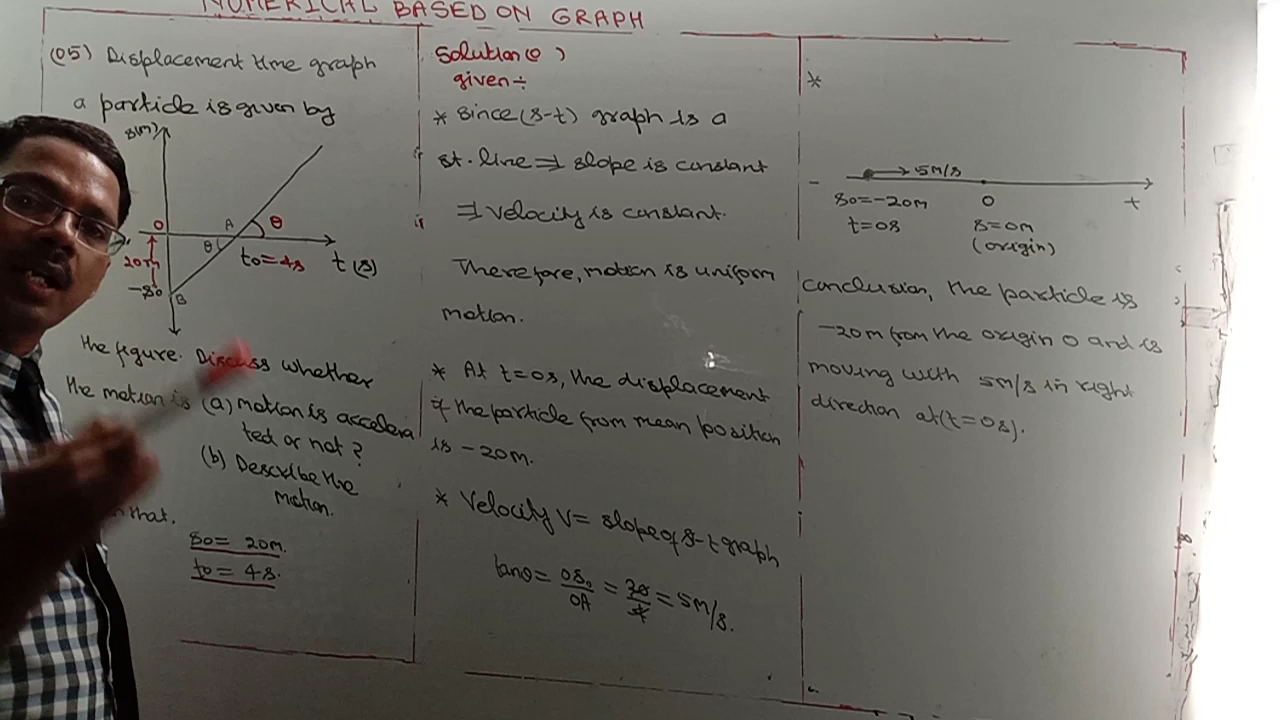 NUMERICAL BASED ON GRAPH
(05) Displacement time graph
a particle is given by
s(m)
O
A
θ
θ
20m
t0=4s
t (s)
-s0
B
the figure. Discuss whether
the motion is (a) motion is accelera
ted or not ?
(b) Describe the
motion.
that.
s0= 20m.
t0 = 4s.
Solution( )
given÷
* since(s-t) graph is a
st. line ⇒ slope is constant
⇒ velocity is constant.
Therefore, motion is uniform
motion.
* At t=0s, the displacement
of the particle from mean position
is -20m.
* Velocity V= slope of s-t graph
tanθ= OS0/OA = 20/4 = 5m/s.
*
→ 5m/s
-
s0=-20m
O
t
t=0s
s=0m
(origin)
conclusion, the particle is
-20m from the origin O and is
moving with 5m/s in right
direction at(t=0s).